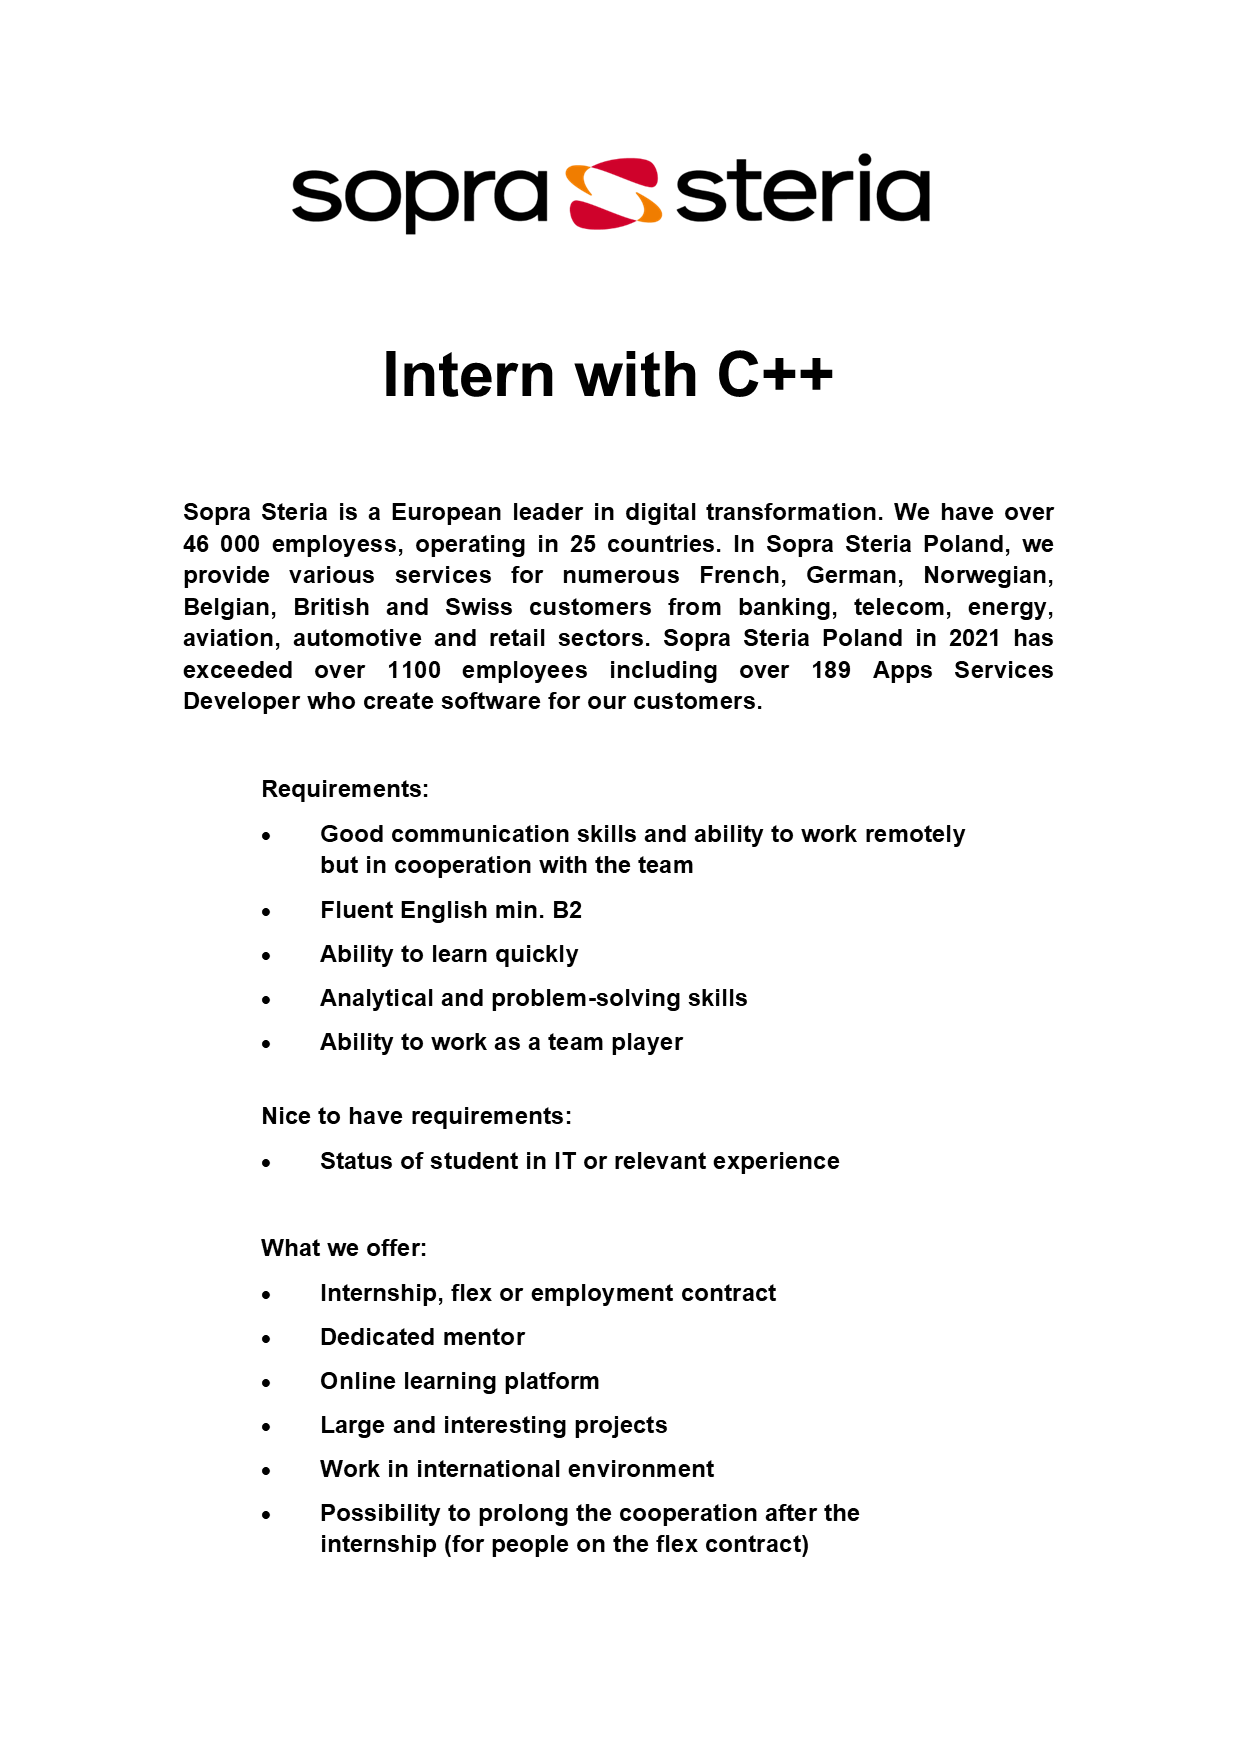 sopra steria
Intern with C++
Sopra Steria is a European leader in digital transformation. We have over
46 000 employess, operating in 25 countries. In Sopra Steria Poland, we
provide various services for numerous French, German, Norwegian,
Belgian, British and Swiss customers from banking, telecom, energy,
aviation, automotive and retail sectors. Sopra Steria Poland in 2021 has
exceeded over 1100 employees including over 189 Apps Services
Developer who create software for our customers.
Requirements:
• Good communication skills and ability to work remotely
but in cooperation with the team
• Fluent English min. B2
• Ability to learn quickly
• Analytical and problem-solving skills
• Ability to work as a team player
Nice to have requirements:
• Status of student in IT or relevant experience
What we offer:
• Internship, flex or employment contract
• Dedicated mentor
• Online learning platform
• Large and interesting projects
• Work in international environment
• Possibility to prolong the cooperation after the
internship (for people on the flex contract)